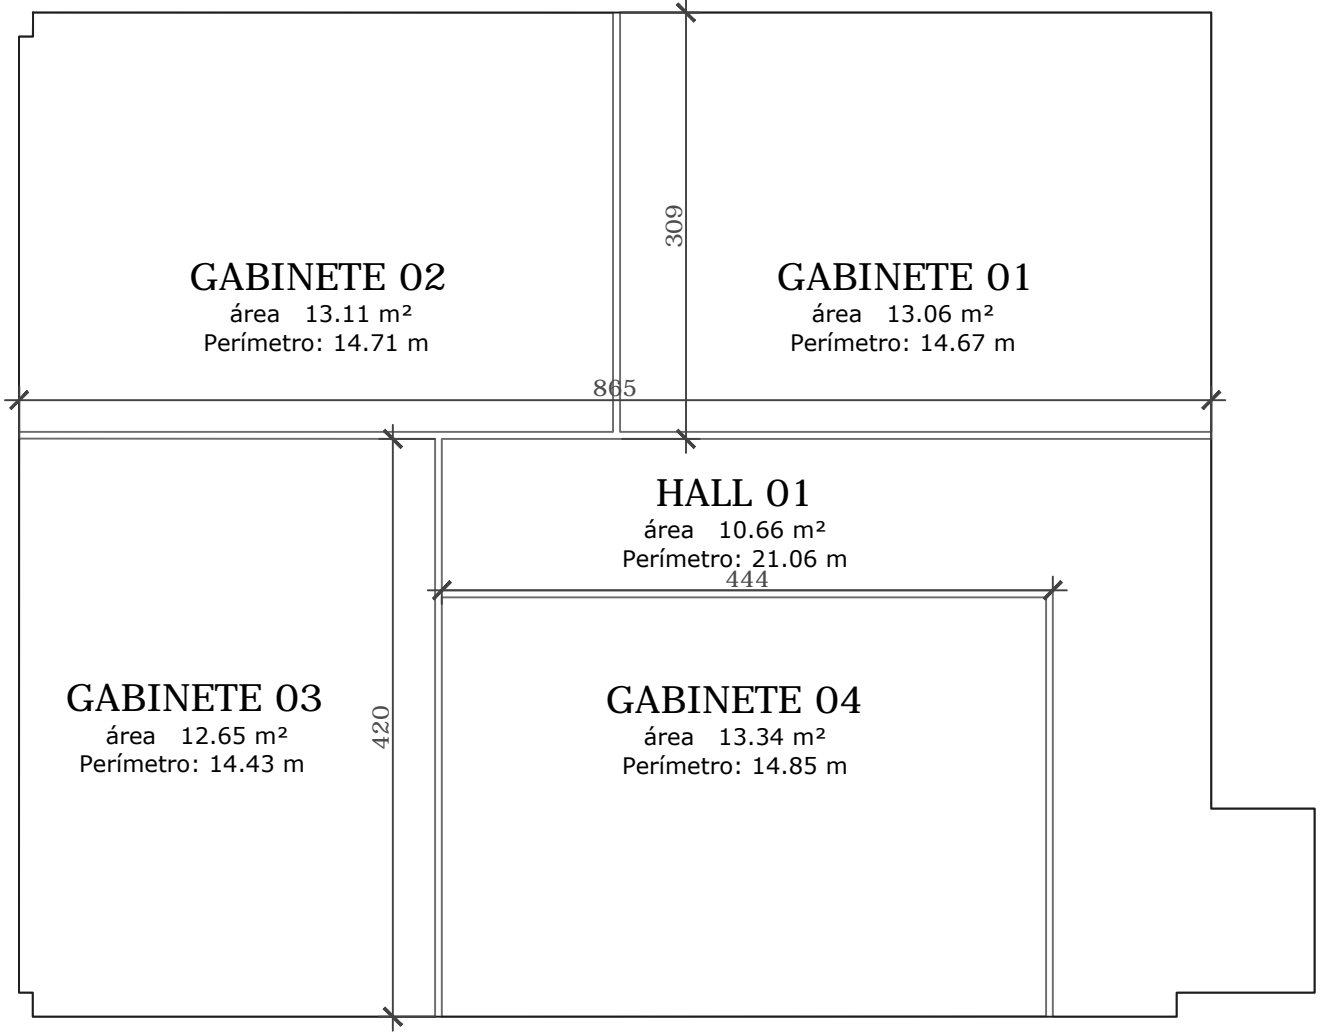 309
GABINETE 02
área 13.11 m²
Perímetro: 14.71 m
GABINETE 01
área 13.06 m²
Perímetro: 14.67 m
865
HALL 01
área 10.66 m²
Perímetro: 21.06 m
444
GABINETE 03
área 12.65 m²
Perímetro: 14.43 m
420
GABINETE 04
área 13.34 m²
Perímetro: 14.85 m